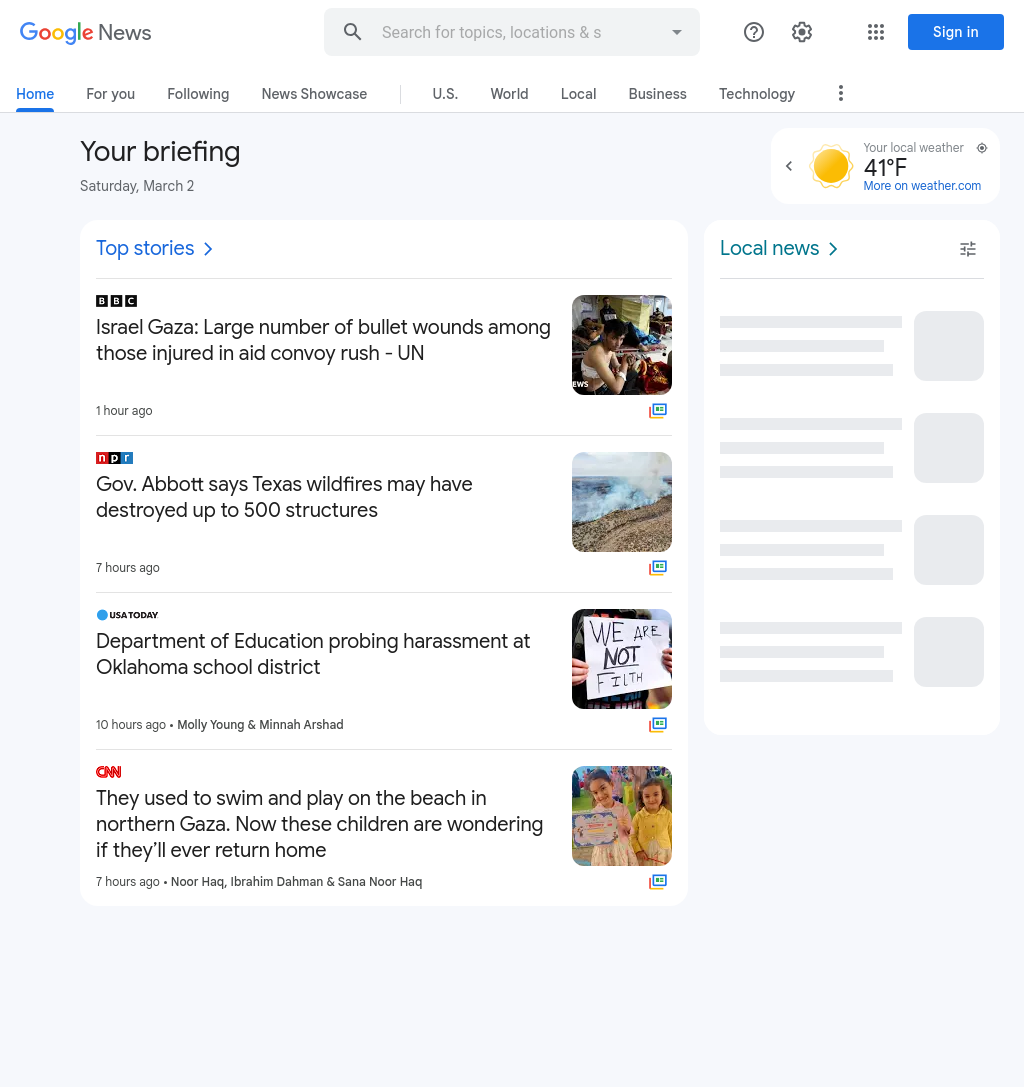 Google News
Search for topics, locations & s
Sign in
Home
For you
Following
News Showcase
U.S.
World
Local
Business
Technology
Your briefing
Saturday, March 2
Your local weather
41°F
More on weather.com
Top stories
BBC
Israel Gaza: Large number of bullet wounds among
those injured in aid convoy rush - UN
EWS
1 hour ago
npr
Gov. Abbott says Texas wildfires may have
destroyed up to 500 structures
7 hours ago
USA TODAY
Department of Education probing harassment at
Oklahoma school district
WE ARE
NOT
FILTH
10 hours ago • Molly Young & Minnah Arshad
CNN
They used to swim and play on the beach in
northern Gaza. Now these children are wondering
if they’ll ever return home
7 hours ago • Noor Haq, Ibrahim Dahman & Sana Noor Haq
Local news